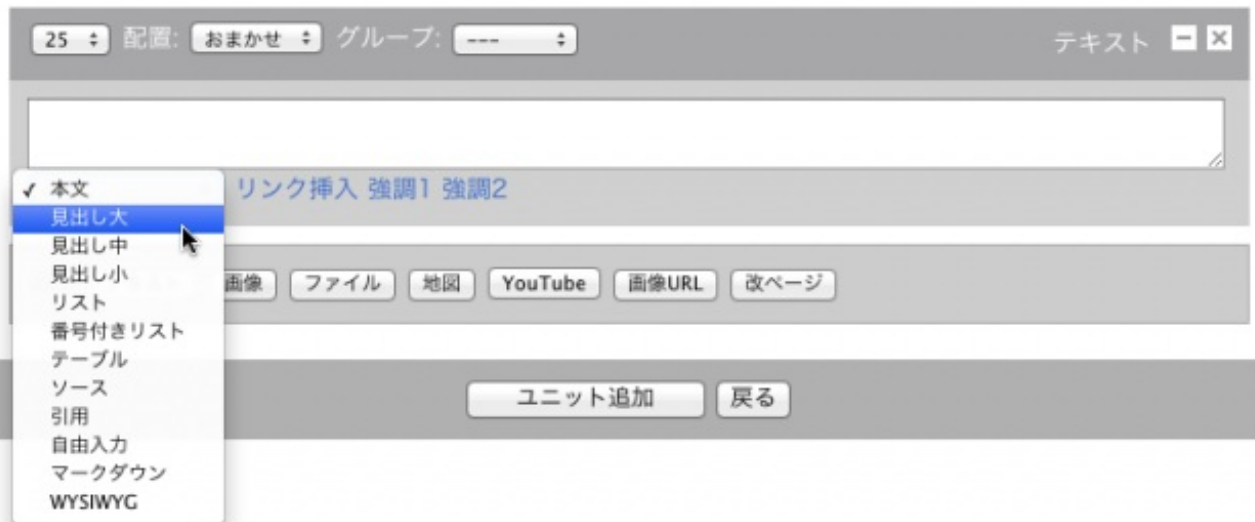 25 配置: おまかせ グループ: --- テキスト
✓ 本文 リンク挿入 強調1 強調2
見出し大
見出し中
見出し小 画像 ファイル 地図 YouTube 画像URL 改ページ
リスト
番号付きリスト
テーブル
ソース ユニット追加 戻る
引用
自由入力
マークダウン
WYSIWYG